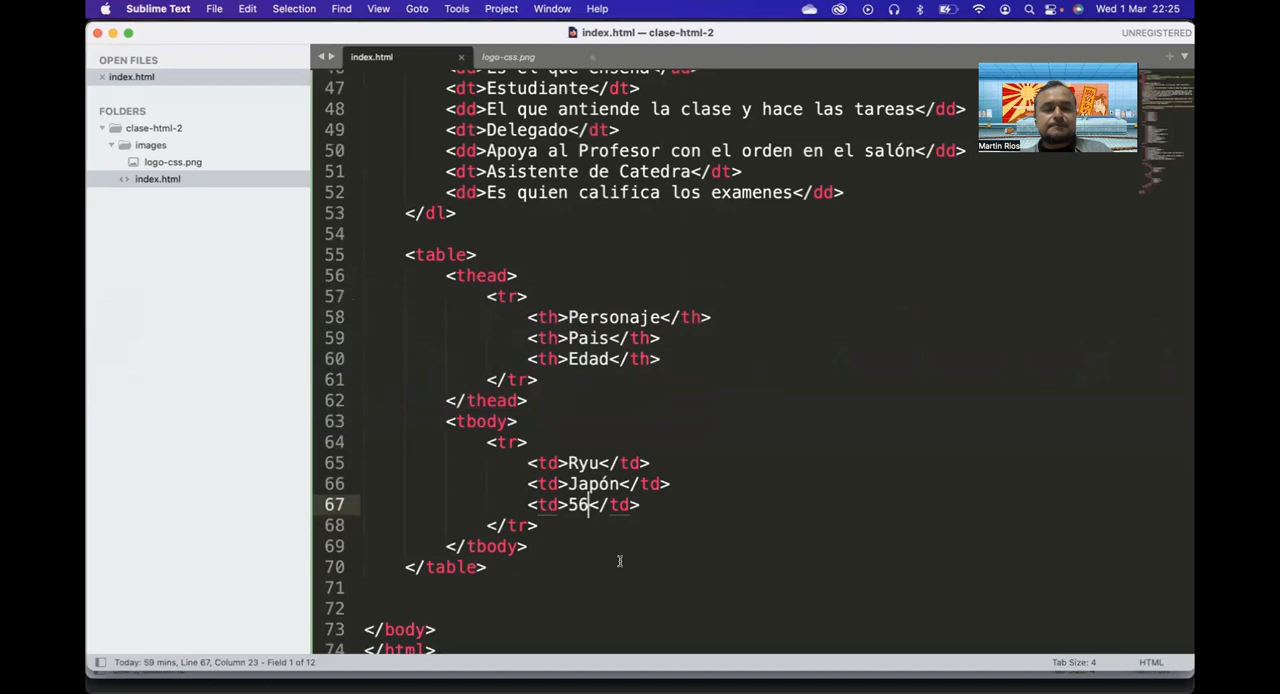 Sublime Text File Edit Selection Find View Goto Tools Project Window Help Wed 1 Mar 22:25
index.html — clase-html-2 UNREGISTERED
OPEN FILES
index.html
FOLDERS
clase-html-2
images
logo-css.png
index.html
index.html logo-css.png
46 <dd>Es el que enseña</dd>
47 <dt>Estudiante</dt>
48 <dd>El que antiende la clase y hace las tareas</dd>
49 <dt>Delegado</dt>
50 <dd>Apoya al Profesor con el orden en el salón</dd>
51 <dt>Asistente de Catedra</dt>
52 <dd>Es quien califica los examenes</dd>
53 </dl>
54
55 <table>
56 <thead>
57 <tr>
58 <th>Personaje</th>
59 <th>Pais</th>
60 <th>Edad</th>
61 </tr>
62 </thead>
63 <tbody>
64 <tr>
65 <td>Ryu</td>
66 <td>Japón</td>
67 <td>56</td>
68 </tr>
69 </tbody>
70 </table>
71
72
73 </body>
74 </html>
Martin Rios
Today: 59 mins, Line 67, Column 23 - Field 1 of 12 Tab Size: 4 HTML